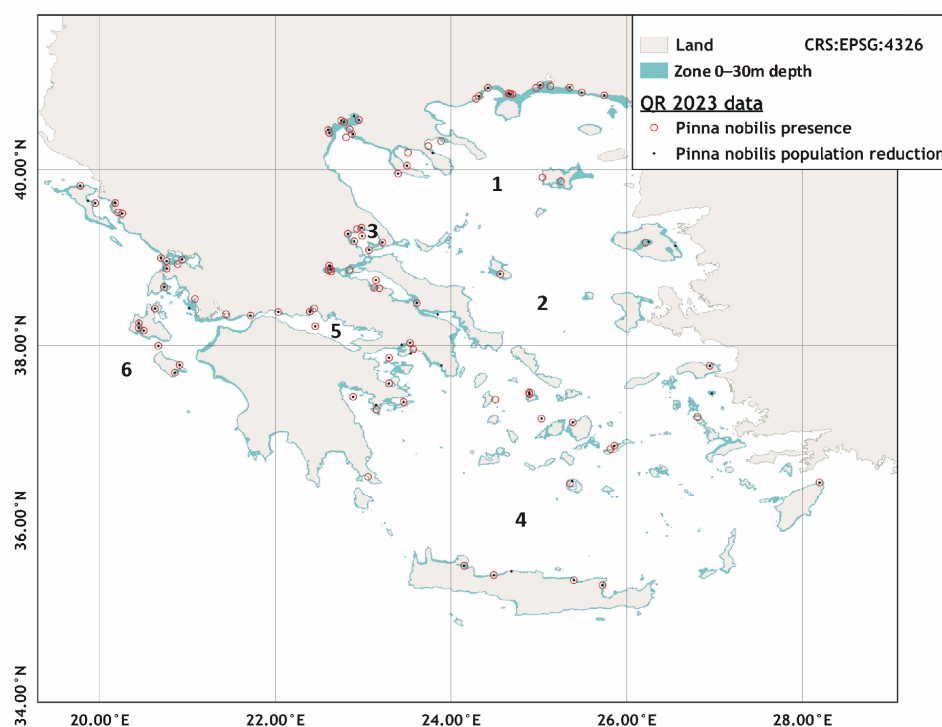 Land CRS:EPSG:4326
Zone 0–30m depth
QR 2023 data
Pinna nobilis presence
Pinna nobilis population reduction
40.00°N
38.00°N
36.00°N
34.00°N
1
3
2
5
6
4
20.00°E 22.00°E 24.00°E 26.00°E 28.00°E